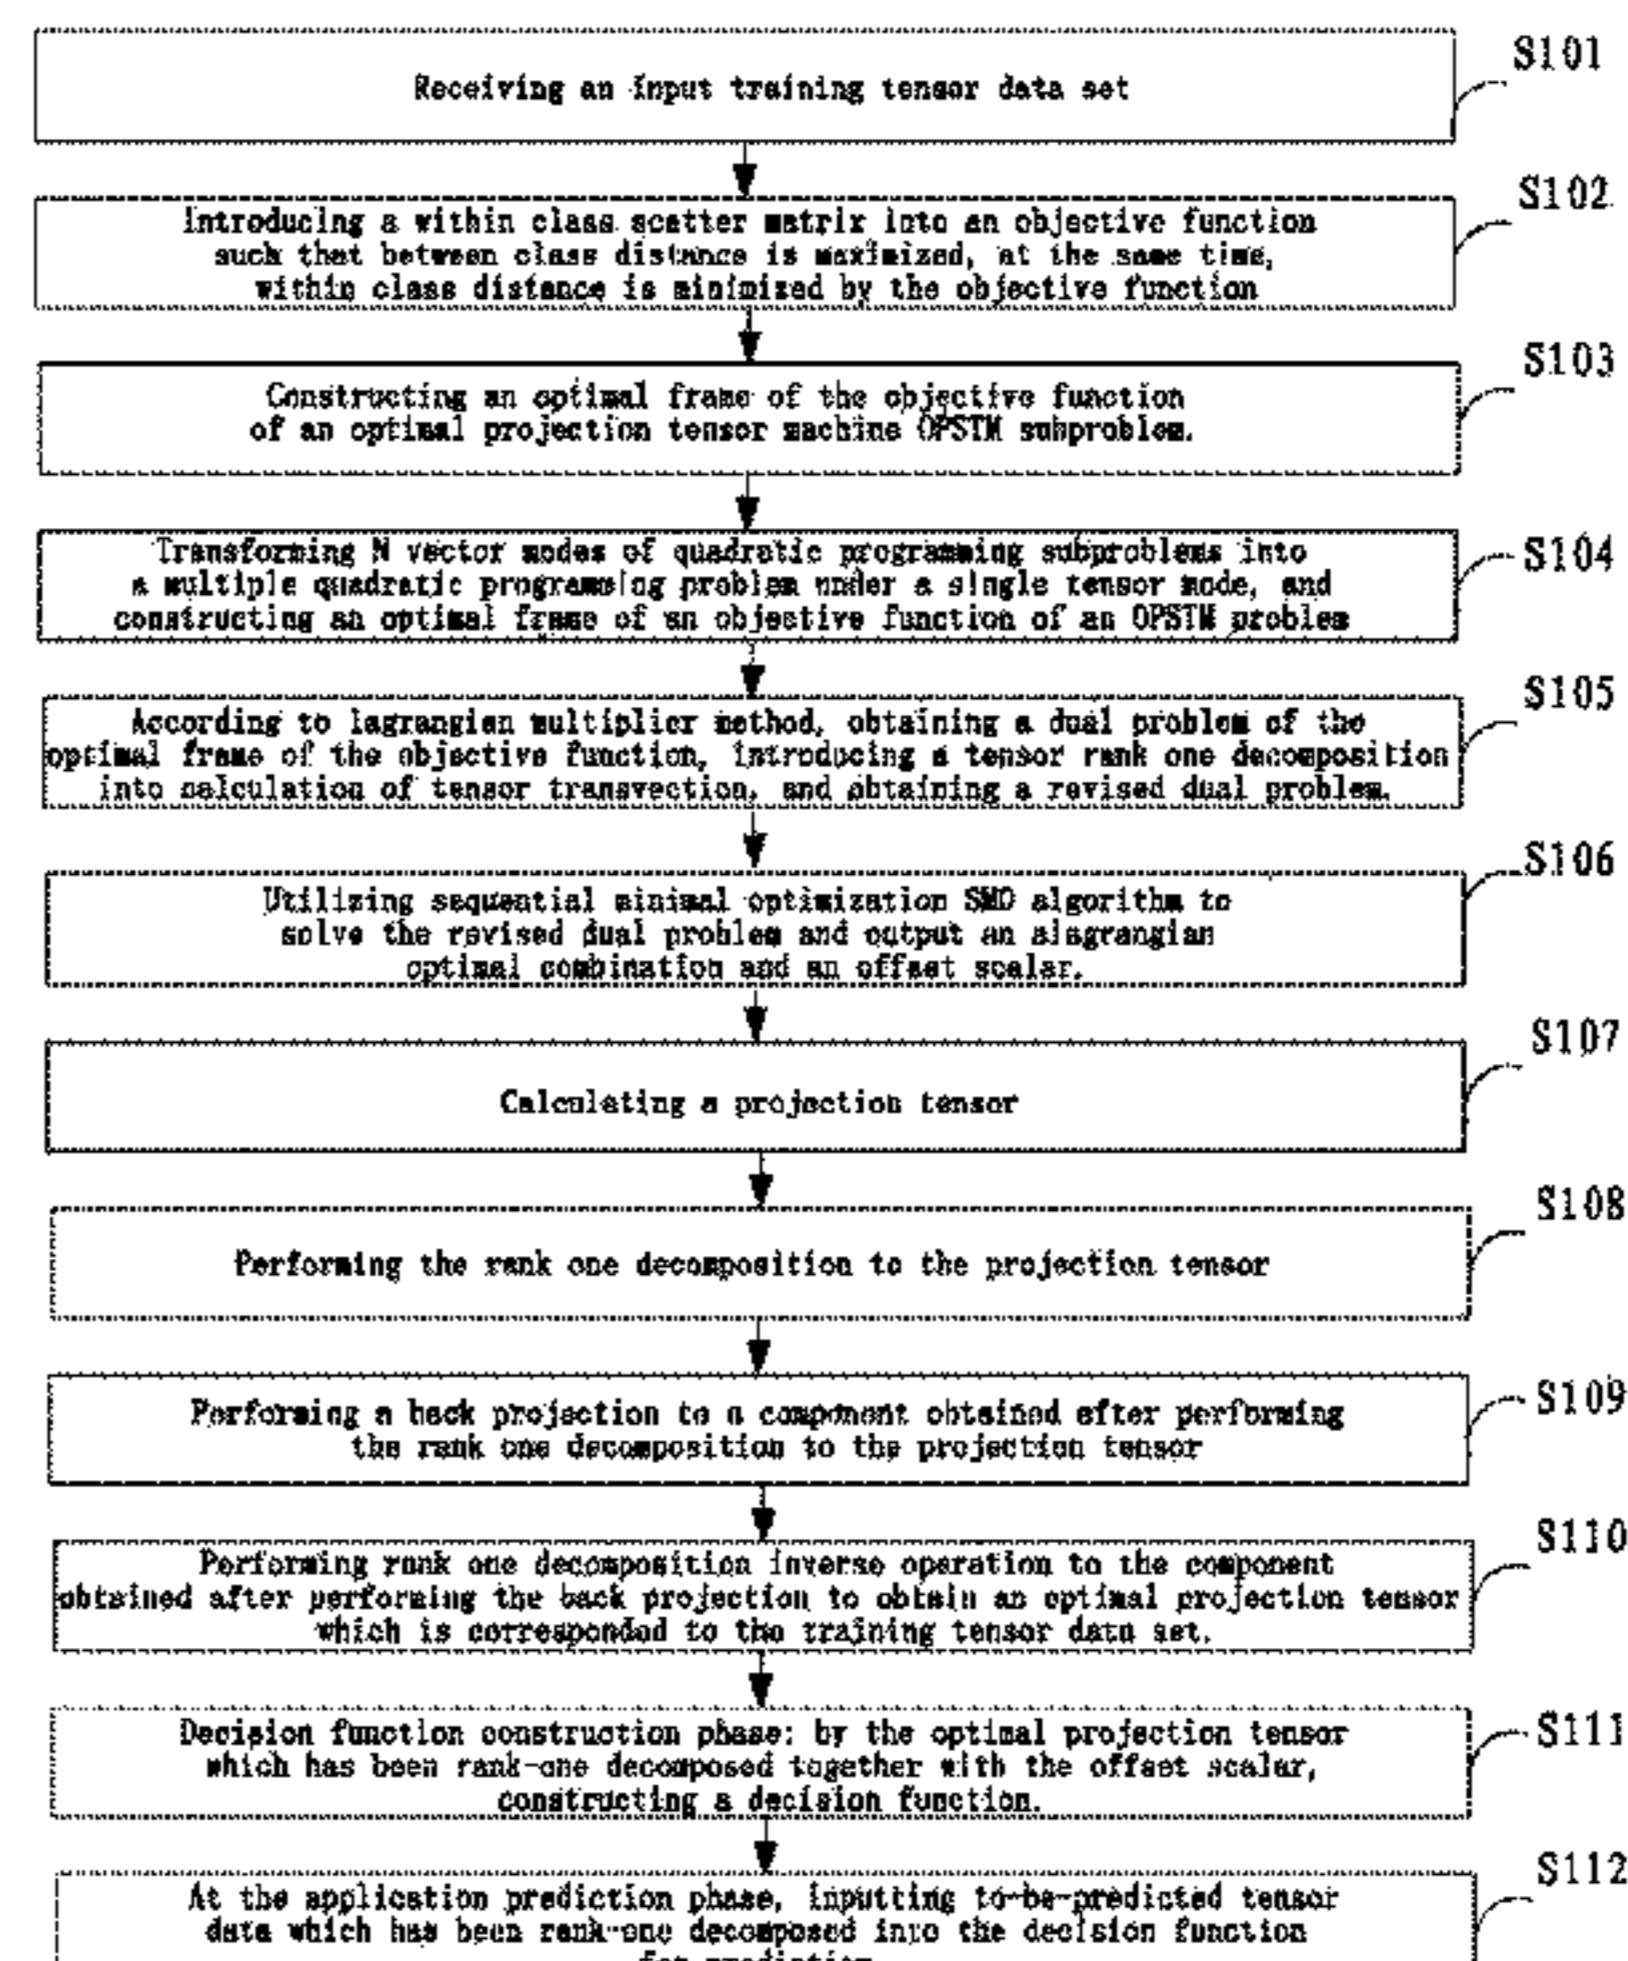 Receiving an input training tensor data set
S101
Introducing a within class scatter matrix into an objective function
such that between class distance is maximized, at the same time,
within class distance is minimized by the objective function
S102
Constructing an optimal frame of the objective function
of an optimal projection tensor machine OPSTM subproblem.
S103
Transforming N vector modes of quadratic programming subproblems into
a multiple quadratic programming problem under a single tensor mode, and
constructing an optimal frame of an objective function of an OPSTM problem
S104
According to lagrangian multiplier method, obtaining a dual problem of the
optimal frame of the objective function, introducing a tensor rank one decomposition
into calculation of tensor transvection, and obtaining a revised dual problem.
S105
Utilizing sequential minimal optimization SMO algorithm to
solve the revised dual problem and output an alagrangian
optimal combination and an offset scalar.
S106
Calculating a projection tensor
S107
Performing the rank one decomposition to the projection tensor
S108
Performing a back projection to a component obtained after performing
the rank one decomposition to the projection tensor
S109
Performing rank one decomposition inverse operation to the component
obtained after performing the back projection to obtain an optimal projection tensor
which is corresponded to the training tensor data set.
S110
Decision function construction phase: by the optimal projection tensor
which has been rank-one decomposed together with the offset scalar,
constructing a decision function.
S111
At the application prediction phase, inputting to-be-predicted tensor
data which has been rank-one decomposed into the decision function
S112